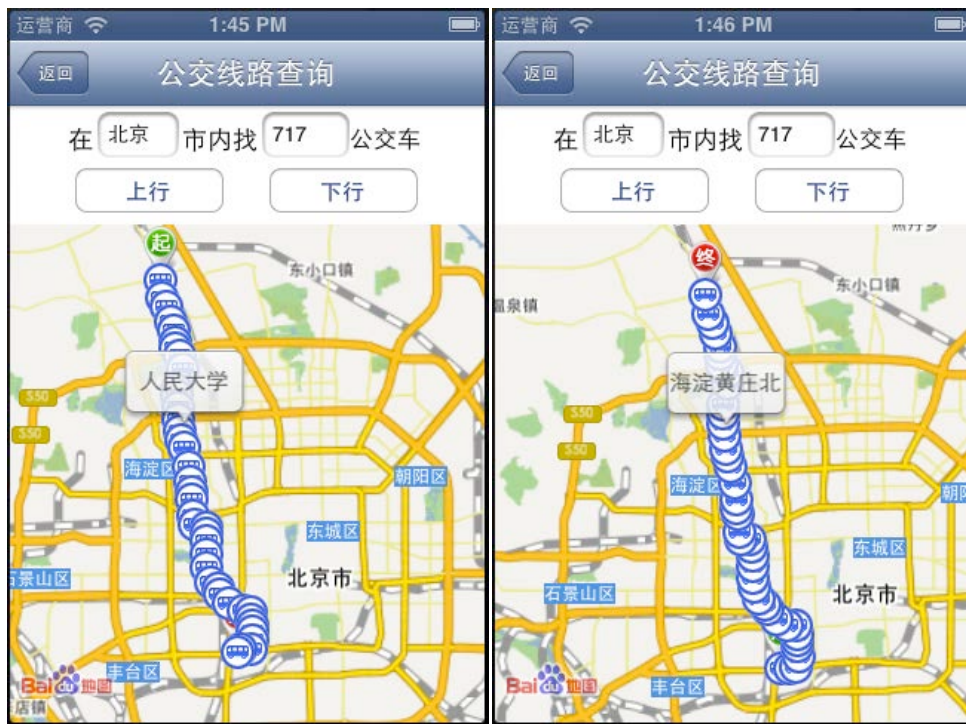 运营商 1:45 PM
返回 公交线路查询
在 北京 市内找 717 公交车
上行 下行
起
东小口镇
人民大学
S50
S50
海淀区
朝阳区
东城区
石景山区
北京市
丰台区
Bai du 地图
店镇
运营商 1:46 PM
返回 公交线路查询
在 北京 市内找 717 公交车
上行 下行
终
东小口镇
温泉镇
海淀黄庄北
S50
S50
海淀区
朝阳
东城区
石景山区
北京市
丰台区
Bai du 地图